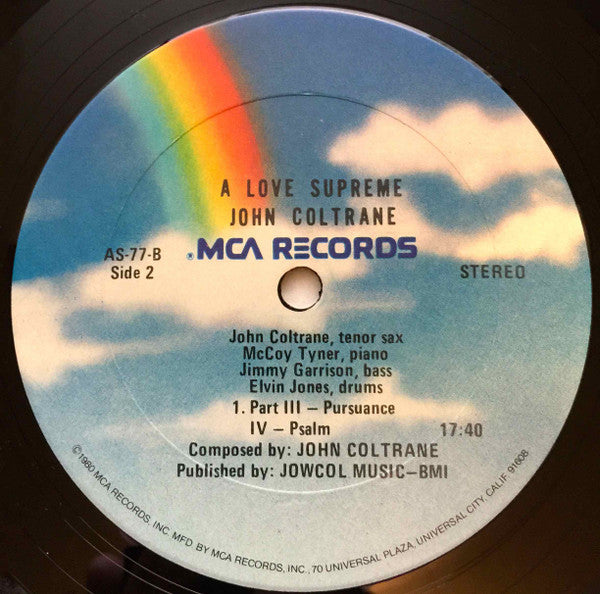 A LOVE SUPREME
JOHN COLTRANE
® MCA RECORDS
AS-77-B
Side 2
STEREO
John Coltrane, tenor sax
McCoy Tyner, piano
Jimmy Garrison, bass
Elvin Jones, drums
1. Part III – Pursuance
IV – Psalm 17:40
Composed by: JOHN COLTRANE
Published by: JOWCOL MUSIC–BMI
©1980 MCA RECORDS, INC. MFD. BY MCA RECORDS, INC., 70 UNIVERSAL PLAZA, UNIVERSAL CITY, CALIF. 91608